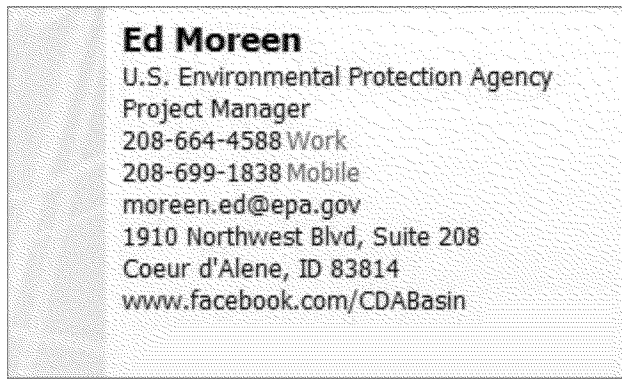 Ed Moreen
U.S. Environmental Protection Agency
Project Manager
208-664-4588 Work
208-699-1838 Mobile
moreen.ed@epa.gov
1910 Northwest Blvd, Suite 208
Coeur d'Alene, ID 83814
www.facebook.com/CDABasin